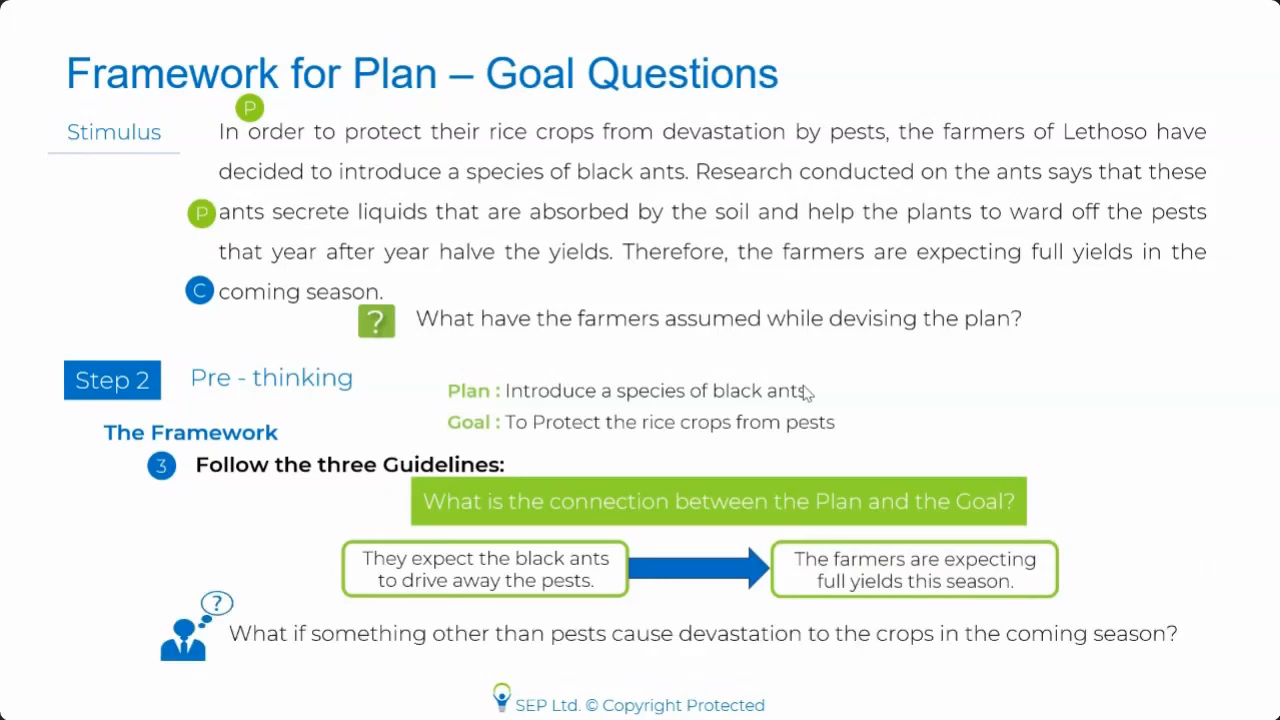 Framework for Plan – Goal Questions
P
Stimulus
In order to protect their rice crops from devastation by pests, the farmers of Lethoso have
decided to introduce a species of black ants. Research conducted on the ants says that these
P
ants secrete liquids that are absorbed by the soil and help the plants to ward off the pests
that year after year halve the yields. Therefore, the farmers are expecting full yields in the
C
coming season.
?
What have the farmers assumed while devising the plan?
Step 2
Pre - thinking
Plan : Introduce a species of black ants
Goal : To Protect the rice crops from pests
The Framework
3
Follow the three Guidelines:
What is the connection between the Plan and the Goal?
They expect the black ants
to drive away the pests.
The farmers are expecting
full yields this season.
?
What if something other than pests cause devastation to the crops in the coming season?
SEP Ltd. © Copyright Protected